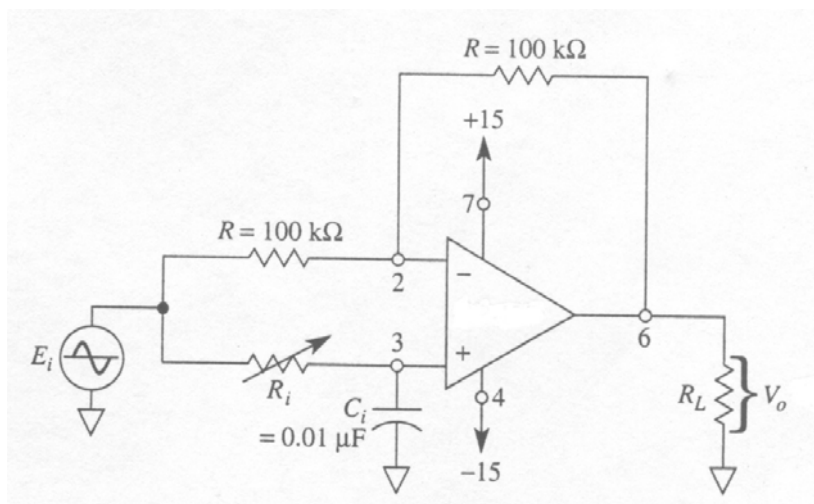 R = 100 kΩ
+15
7
R = 100 kΩ
2
−
3
+
6
E_i
R_i
4
C_i
= 0.01 μF
−15
R_L
V_o